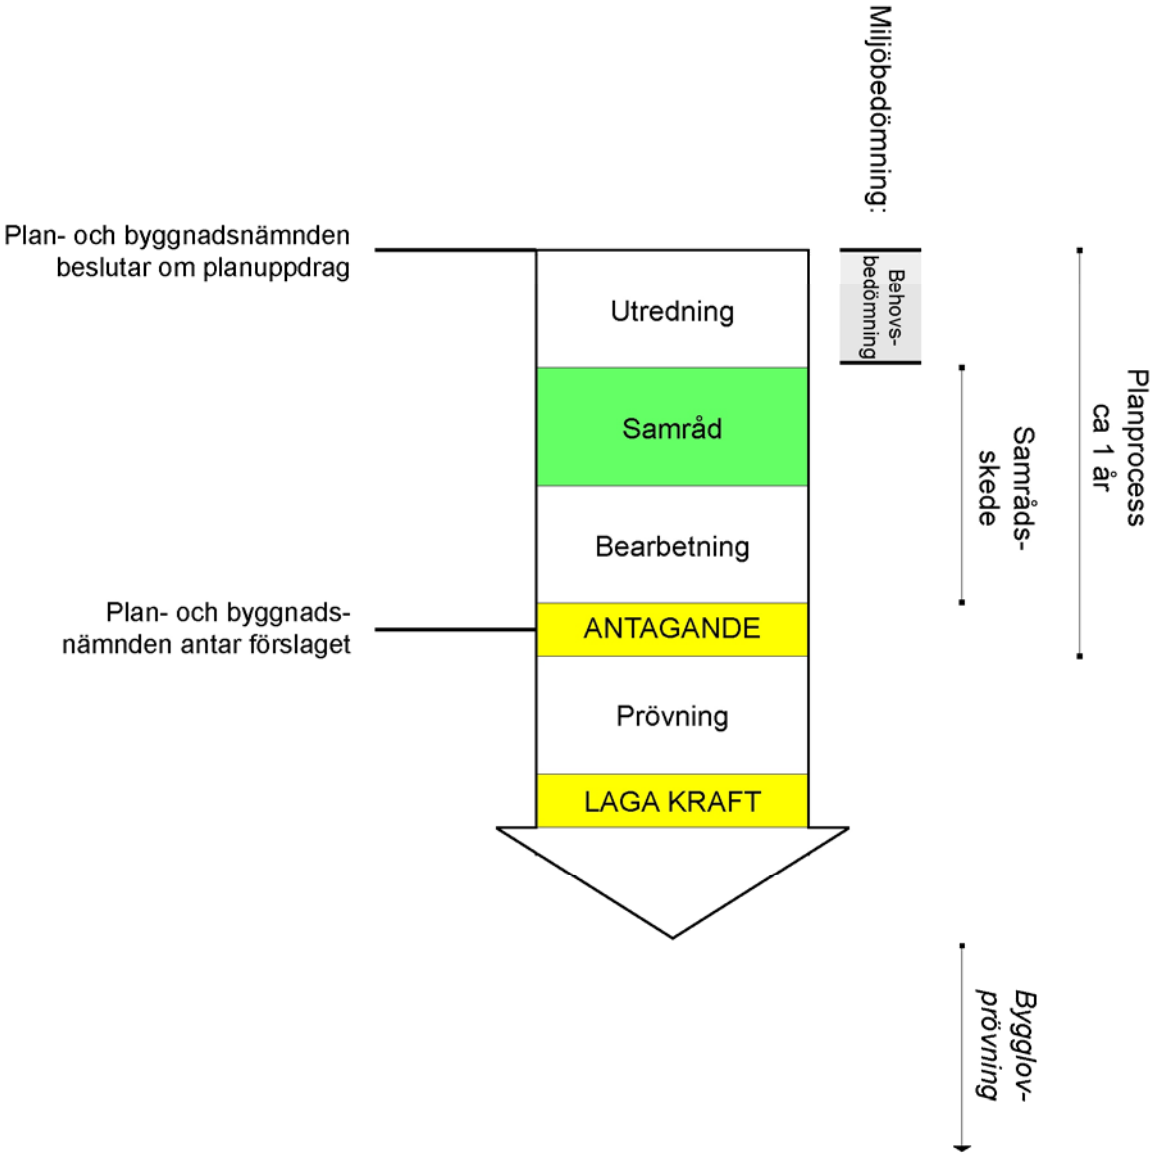 Miljöbedömning:
Plan- och byggnadsnämnden
beslutar om planuppdrag
Utredning
Behovs-
bedömning
Samråd
Bearbetning
Samråds-
skede
Planprocess
ca 1 år
Plan- och byggnads-
nämnden antar förslaget
ANTAGANDE
Prövning
LAGA KRAFT
Bygglov-
prövning